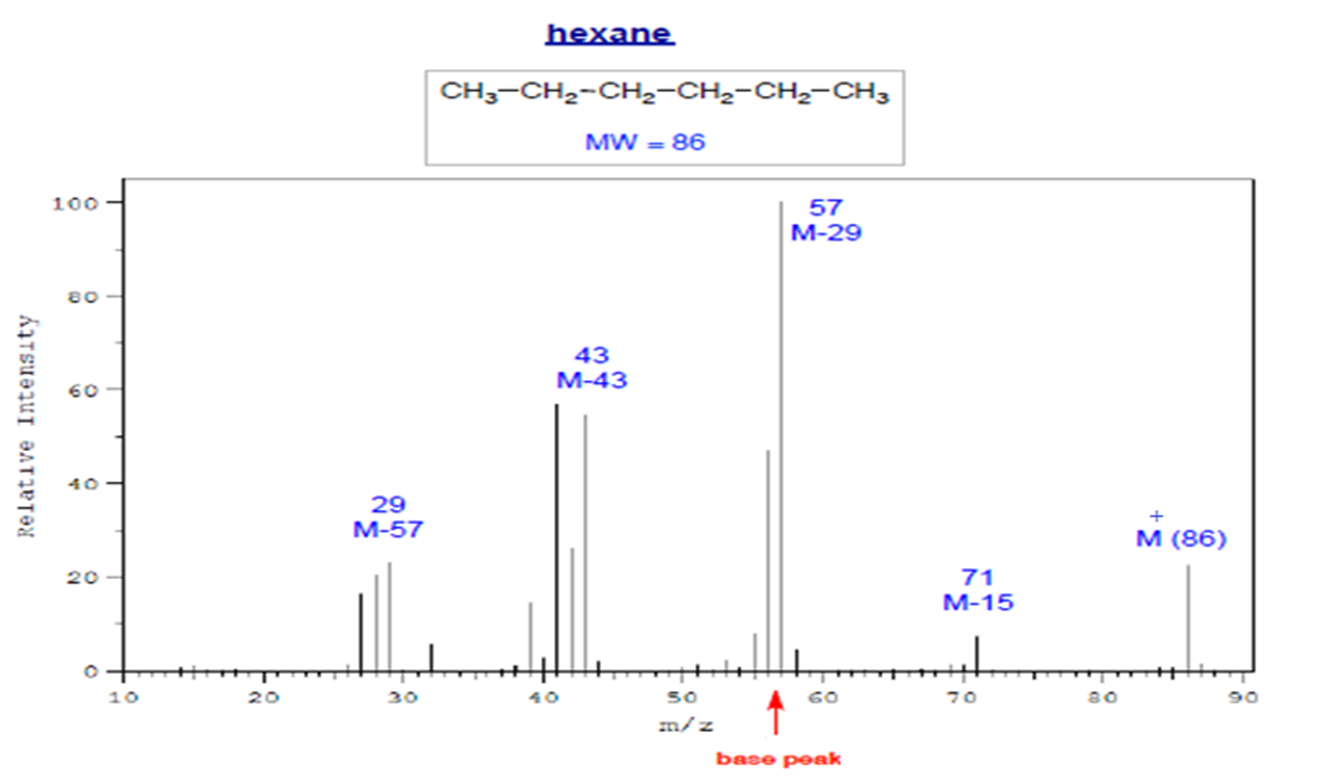 hexane
CH3–CH2–CH2–CH2–CH2–CH3
MW = 86
100
80
60
40
20
0
Relative Intensity
57
M-29
43
M-43
29
M-57
+
M (86)
71
M-15
10 20 30 40 50 60 70 80 90
m/z
base peak